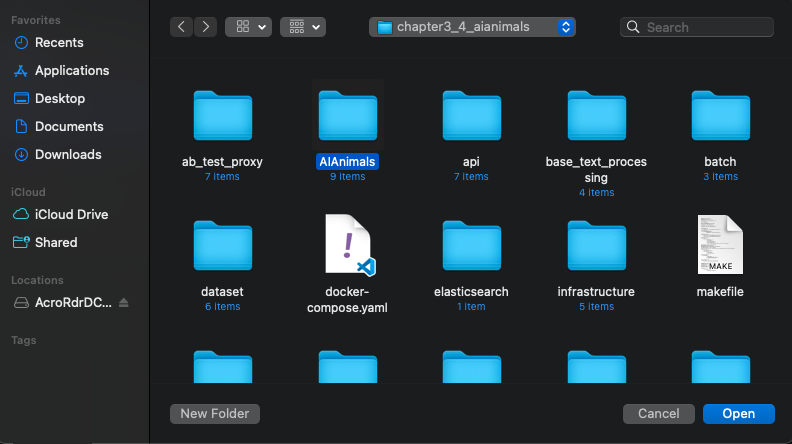 Favorites
Recents
Applications
Desktop
Documents
Downloads
iCloud
iCloud Drive
Shared
Locations
AcroRdrDC...
Tags
chapter3_4_aianimals
Search
ab_test_proxy
7 items
AIAnimals
9 items
api
7 items
base_text_proces
sing
4 items
batch
3 items
dataset
6 items
!
docker-
compose.yaml
elasticsearch
1 item
infrastructure
5 items
MAKE
makefile
New Folder
Cancel
Open